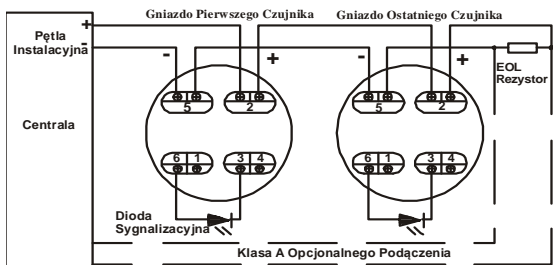 Gniazdo Pierwszego Czujnika
Gniazdo Ostatniego Czujnika
+
Pętla
Instalacyjna
-
-
+
-
+
EOL
Rezystor
5
2
5
2
Centrala
6 1
3 4
6 1
3 4
Dioda
Sygnalizacyjna
Klasa A Opcjonalnego Podączenia